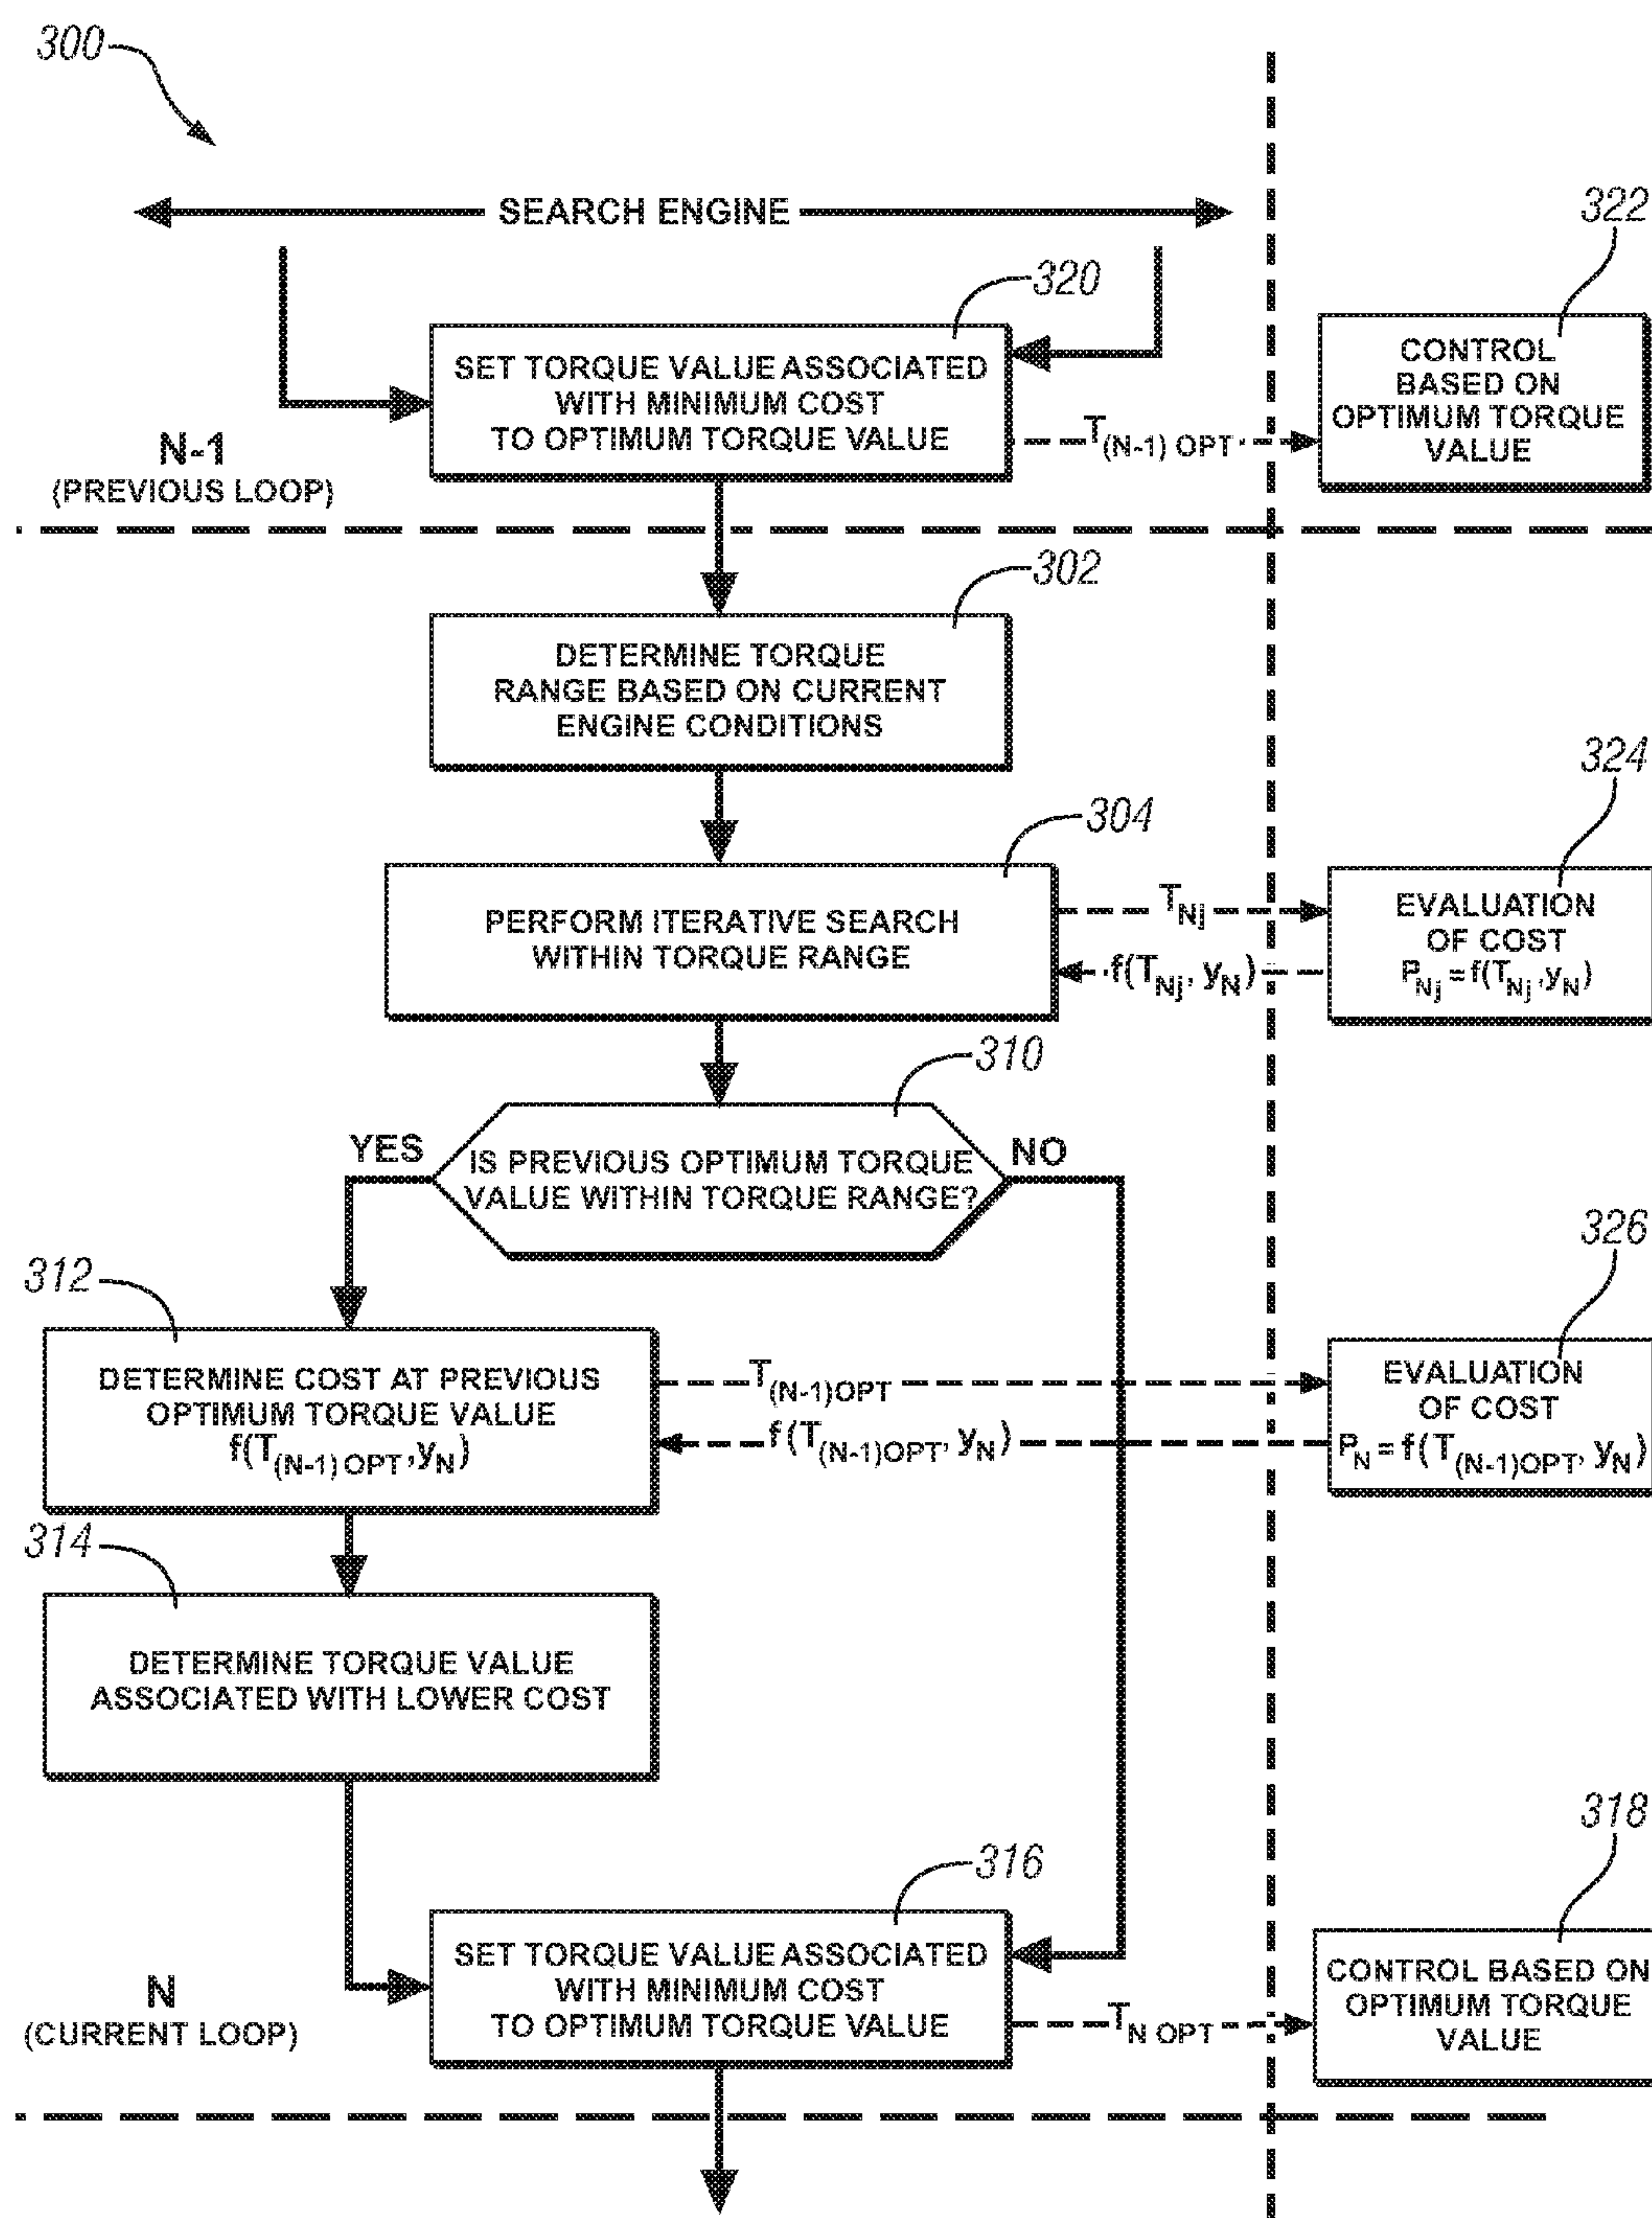 300
SEARCH ENGINE
320
SET TORQUE VALUE ASSOCIATED
WITH MINIMUM COST
TO OPTIMUM TORQUE VALUE
T(N-1) OPT
322
CONTROL
BASED ON
OPTIMUM TORQUE
VALUE
N-1
(PREVIOUS LOOP)
302
DETERMINE TORQUE
RANGE BASED ON CURRENT
ENGINE CONDITIONS
304
PERFORM ITERATIVE SEARCH
WITHIN TORQUE RANGE
TNj
f(TNj, yN)
324
EVALUATION
OF COST
PNj = f(TNj,yN)
310
YES
IS PREVIOUS OPTIMUM TORQUE
VALUE WITHIN TORQUE RANGE?
NO
312
DETERMINE COST AT PREVIOUS
OPTIMUM TORQUE VALUE
f(T(N-1) OPT,yN)
T(N-1)OPT
f(T(N-1)OPT, yN)
326
EVALUATION
OF COST
PN = f(T(N-1)OPT, yN)
314
DETERMINE TORQUE VALUE
ASSOCIATED WITH LOWER COST
316
SET TORQUE VALUE ASSOCIATED
WITH MINIMUM COST
TO OPTIMUM TORQUE VALUE
TN OPT
318
CONTROL BASED ON
OPTIMUM TORQUE
VALUE
N
(CURRENT LOOP)